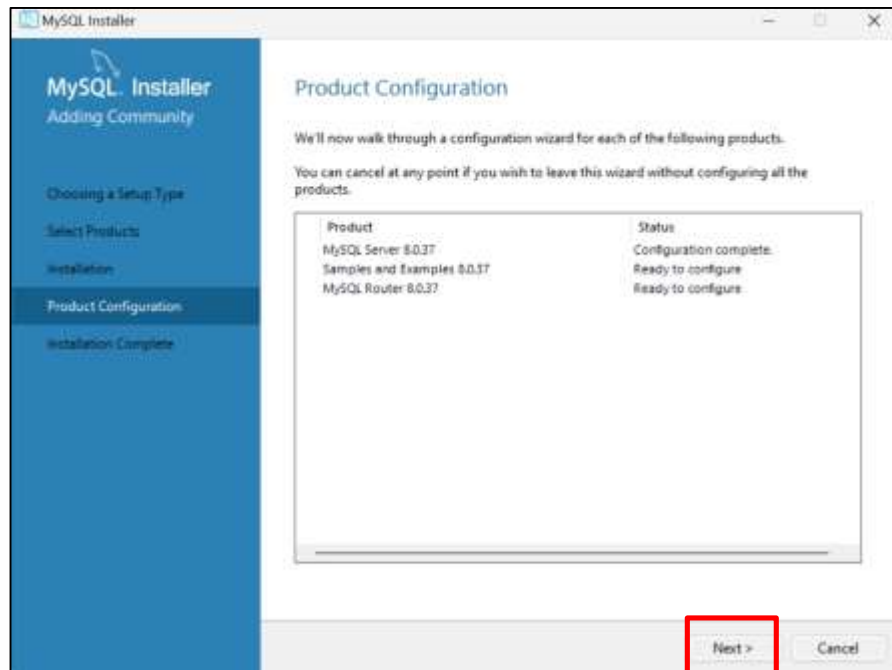 MySQL Installer
MySQL Installer
Adding Community
Choosing a Setup Type
Select Products
Installation
Product Configuration
Installation Complete
Product Configuration
We'll now walk through a configuration wizard for each of the following products.
You can cancel at any point if you wish to leave this wizard without configuring all the
products.
Product Status
MySQL Server 8.0.37 Configuration complete.
Samples and Examples 8.0.37 Ready to configure
MySQL Router 8.0.37 Ready to configure
Next > Cancel